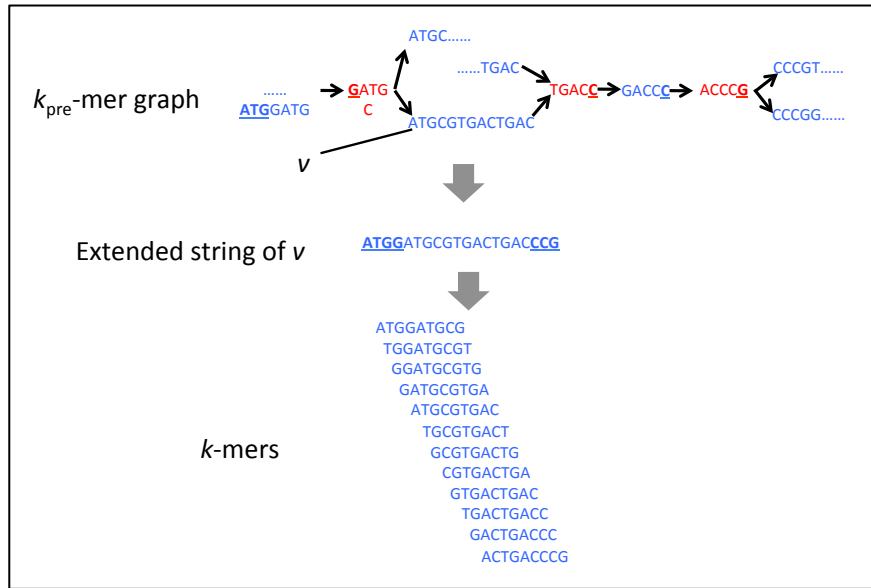 ATGC......
......TGAC
CCCGT......
k_pre-mer graph
......
ATGGATG
GATG
C
TGACC
GACCC
ACCCG
ATGCGTGACTGAC
CCCGG......
v
Extended string of v
ATGGATGCGTGACTGACCCG
ATGGATGCG
TGGATGCGT
GGATGCGTG
GATGCGTGA
ATGCGTGAC
TGCGTGACT
GCGTGACTG
CGTGACTGA
GTGACTGAC
TGACTGACC
GACTGACCC
ACTGACCCG
k-mers